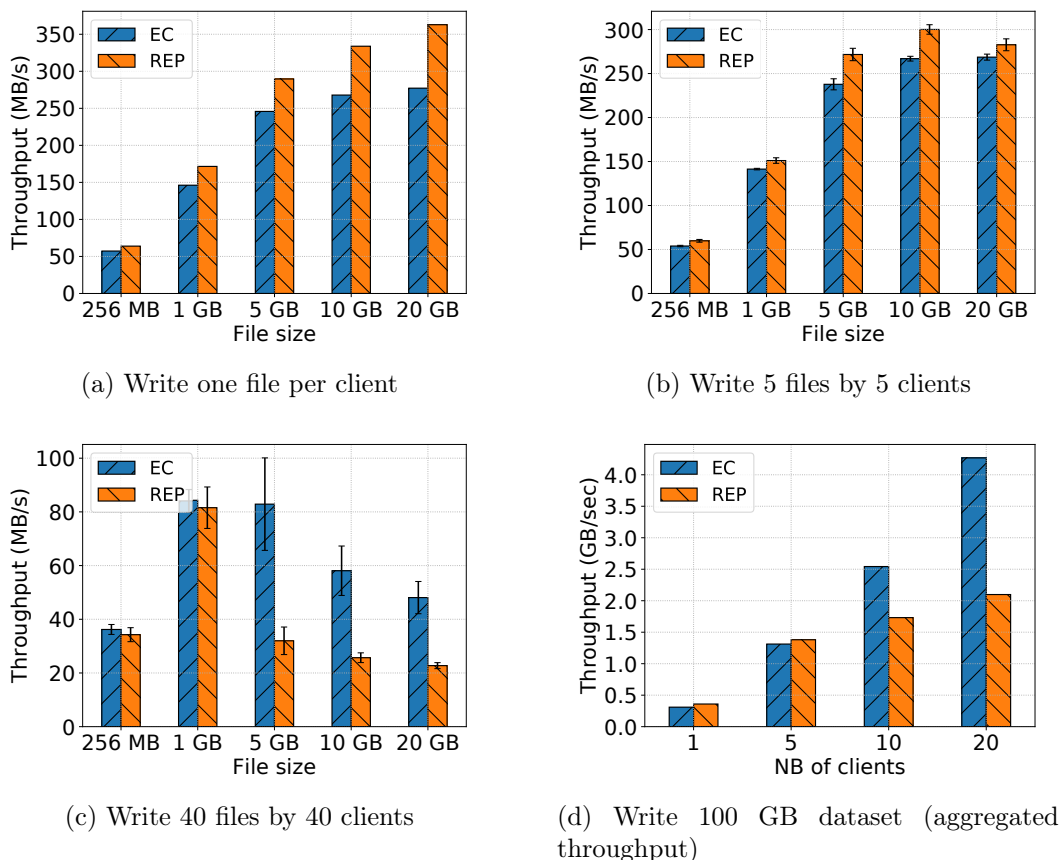 350
300
250
200
150
100
50
0
Throughput (MB/s)
EC
REP
256 MB 1 GB 5 GB 10 GB 20 GB
File size
(a) Write one file per client
300
250
200
150
100
50
0
Throughput (MB/s)
EC
REP
256 MB 1 GB 5 GB 10 GB 20 GB
File size
(b) Write 5 files by 5 clients
100
80
60
40
20
0
Throughput (MB/s)
EC
REP
256 MB 1 GB 5 GB 10 GB 20 GB
File size
(c) Write 40 files by 40 clients
4.0
3.5
3.0
2.5
2.0
1.5
1.0
0.5
0.0
Throughput (GB/sec)
EC
REP
1 5 10 20
NB of clients
(d) Write 100 GB dataset (aggregated
throughput)